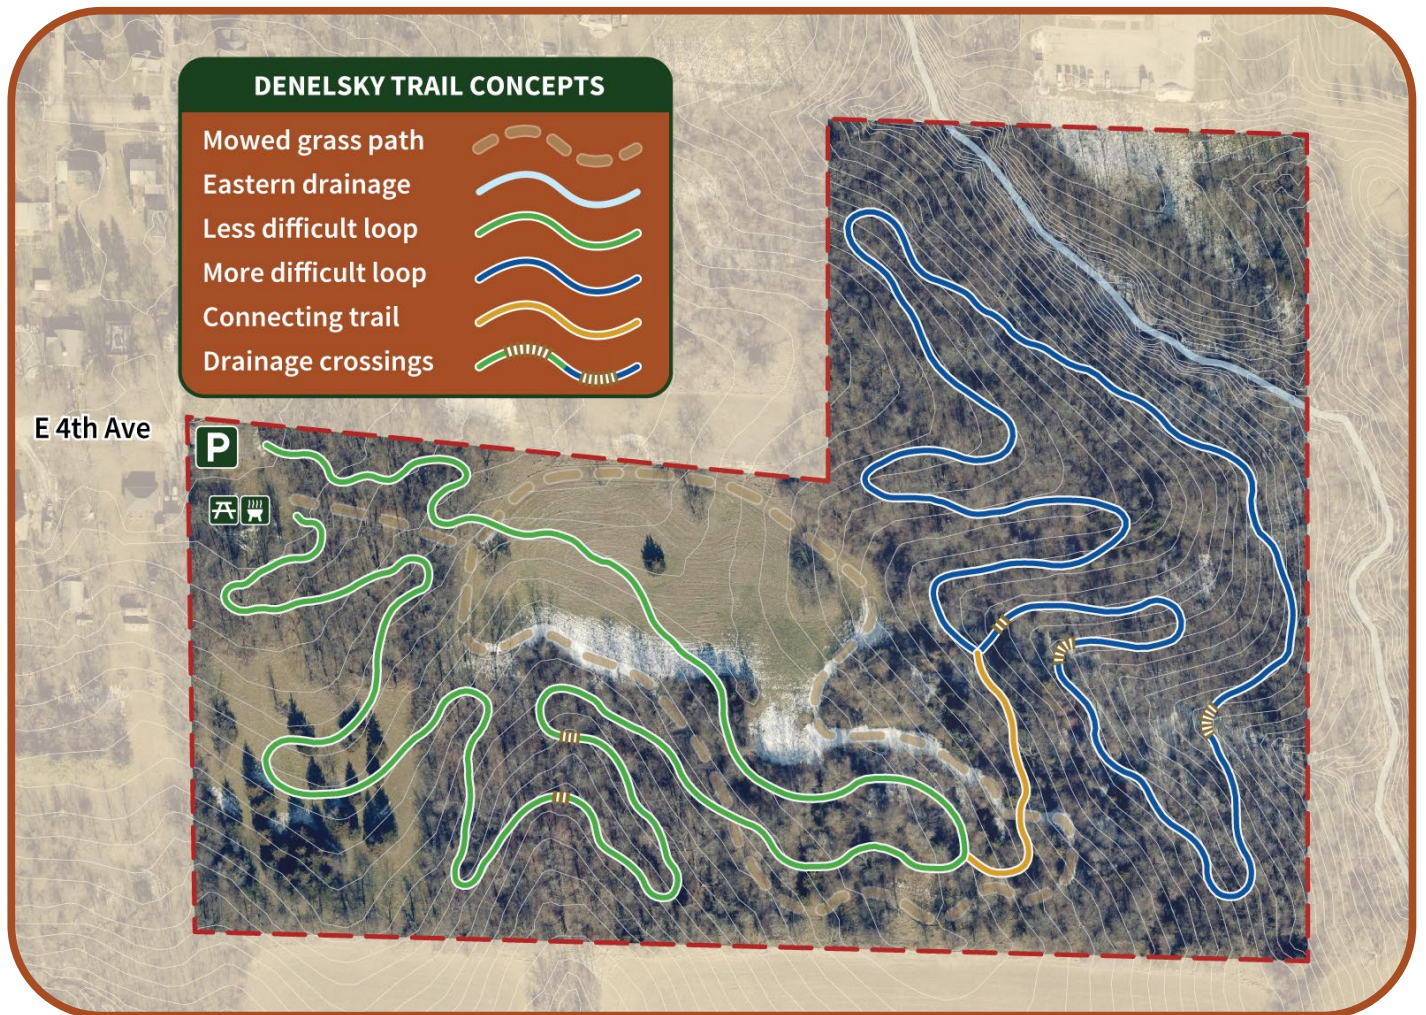 DENELSKY TRAIL CONCEPTS
Mowed grass path
Eastern drainage
Less difficult loop
More difficult loop
Connecting trail
Drainage crossings
E 4th Ave
P